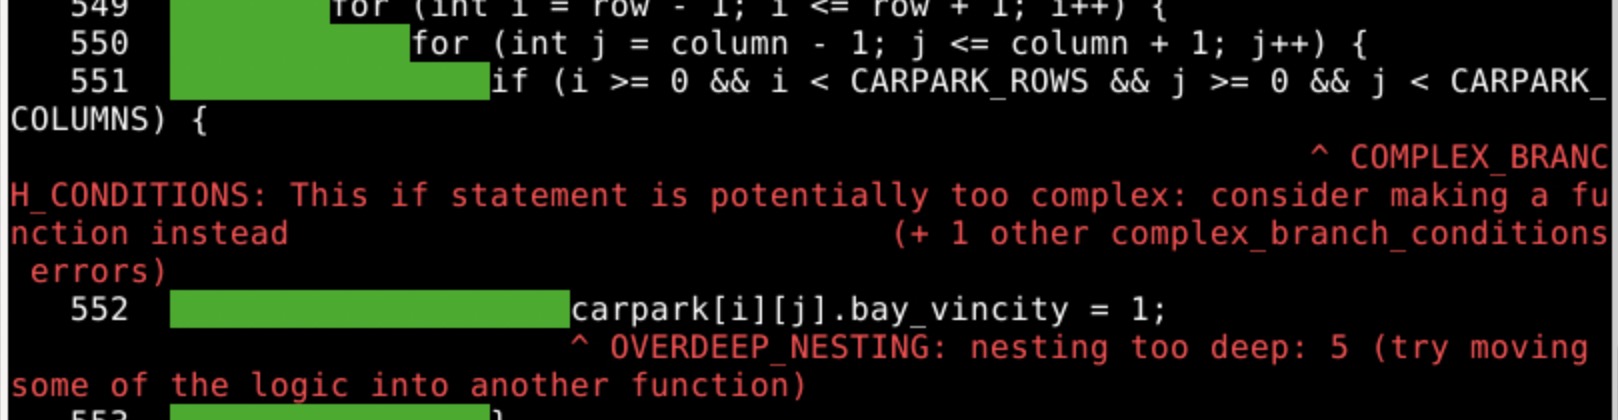 549 for (int i = row - 1; i <= row + 1; i++) {
550 for (int j = column - 1; j <= column + 1; j++) {
551 if (i >= 0 && i < CARPARK_ROWS && j >= 0 && j < CARPARK_
COLUMNS) {
^ COMPLEX_BRANC
H_CONDITIONS: This if statement is potentially too complex: consider making a fu
nction instead (+ 1 other complex_branch_conditions
errors)
552 carpark[i][j].bay_vincity = 1;
^ OVERDEEP_NESTING: nesting too deep: 5 (try moving
some of the logic into another function)
553 }